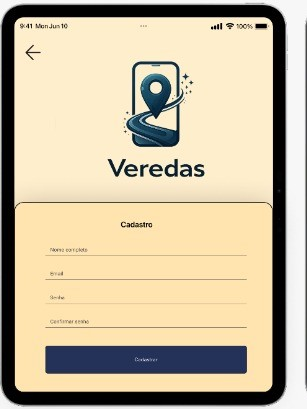 9:41 Mon Jun 10
100%
Veredas
Cadastro
Nome completo
Email
Senha
Confirmar senha
Cadastrar